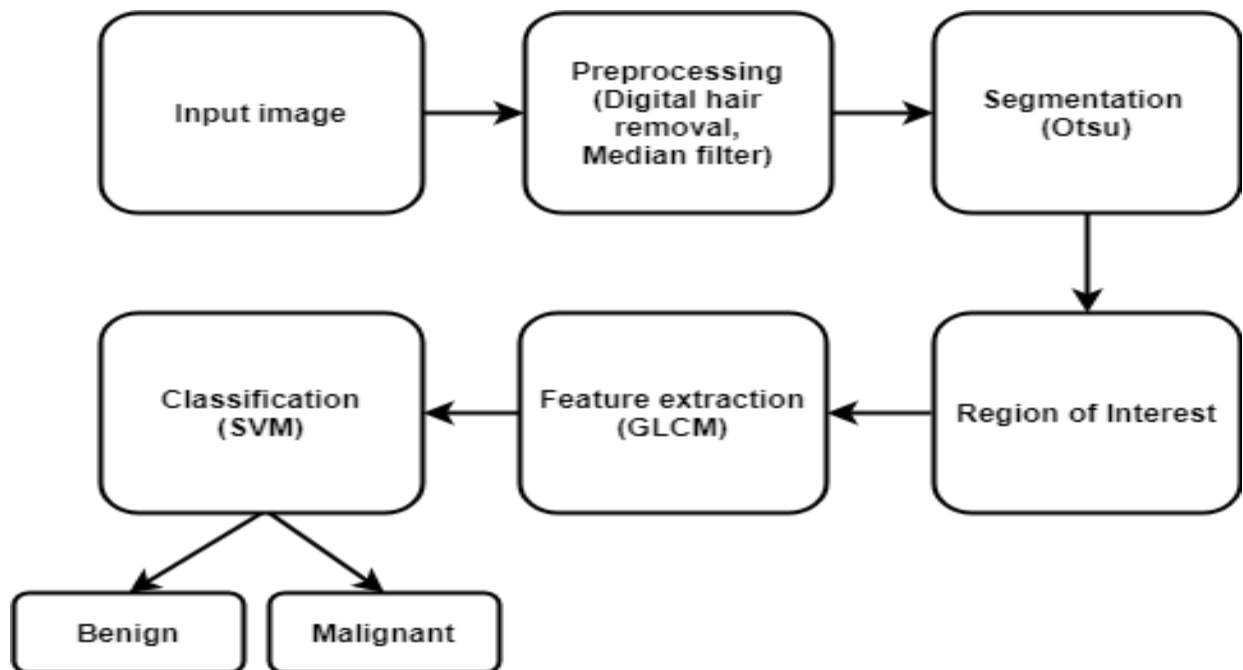 Input image
Preprocessing
(Digital hair
removal,
Median filter)
Segmentation
(Otsu)
Region of Interest
Feature extraction
(GLCM)
Classification
(SVM)
Benign
Malignant